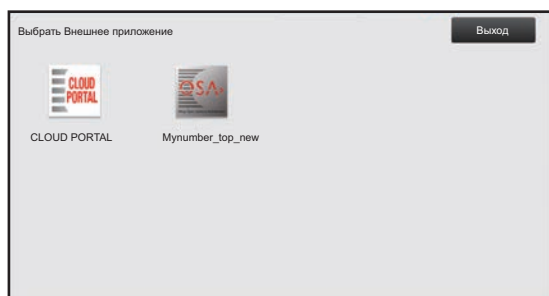 Выбрать Внешнее приложение
Выход
CLOUD
PORTAL
OSA
CLOUD PORTAL
Mynumber_top_new